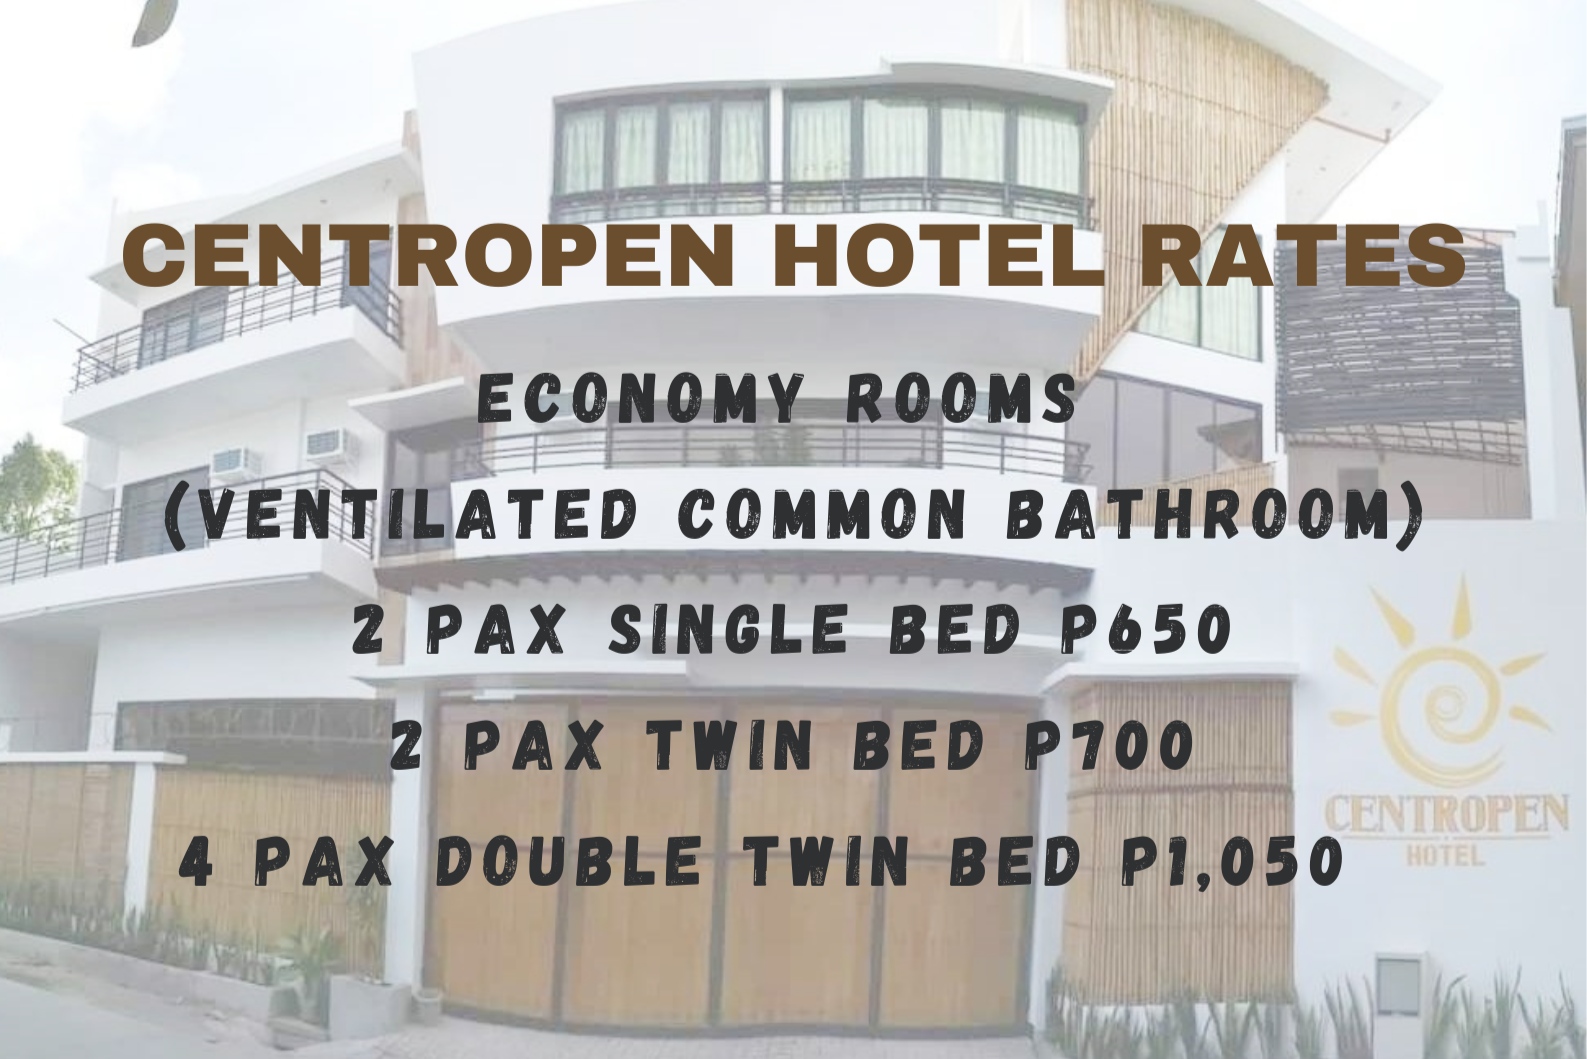 CENTROPEN HOTEL RATES
ECONOMY ROOMS
(VENTILATED COMMON BATHROOM)
2 PAX SINGLE BED P650
2 PAX TWIN BED P700
4 PAX DOUBLE TWIN BED P1,050
CENTROPEN
HOTEL